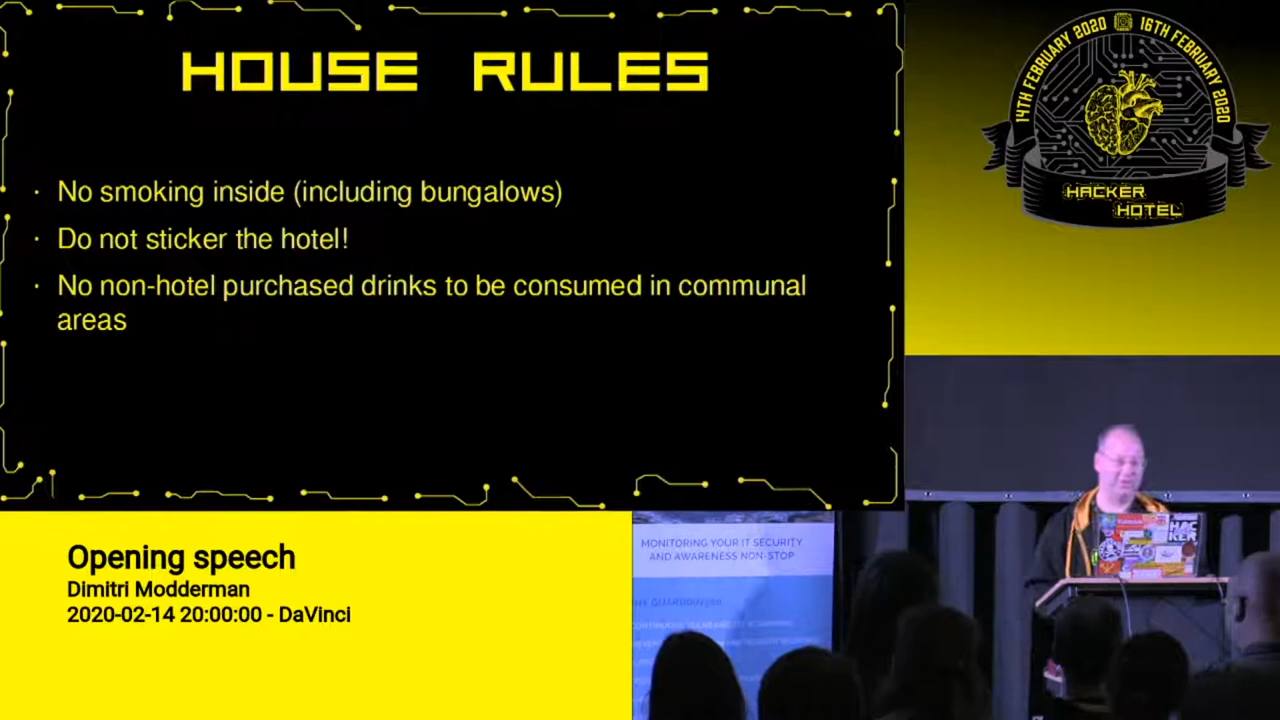 HOUSE RULES
· No smoking inside (including bungalows)
· Do not sticker the hotel!
· No non-hotel purchased drinks to be consumed in communal
areas
14TH FEBRUARY 2020 16TH FEBRUARY 2020
HACKER
HOTEL
Opening speech
Dimitri Modderman
2020-02-14 20:00:00 - DaVinci
MONITORING YOUR IT SECURITY
AND AWARENESS NON-STOP
HAC
KER